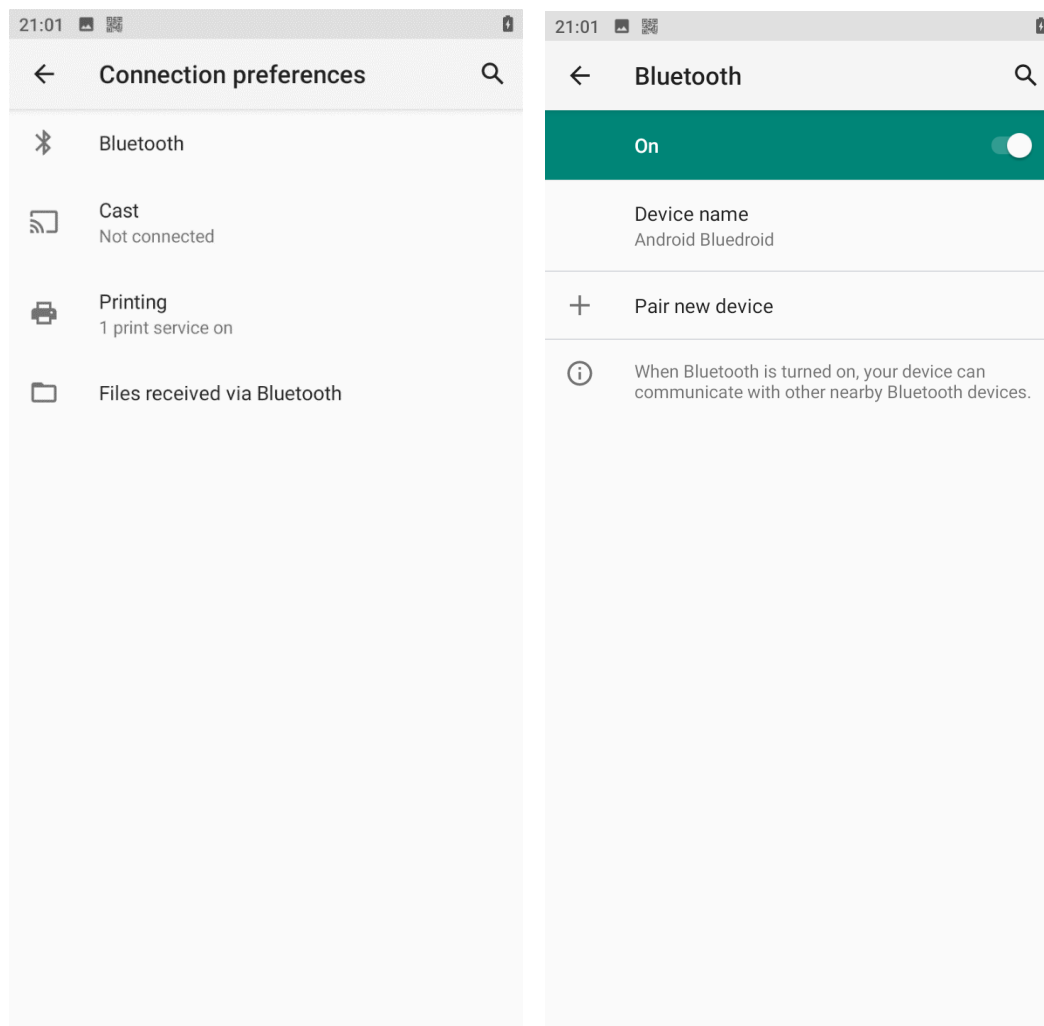 21:01
Connection preferences
Bluetooth
Cast
Not connected
Printing
1 print service on
Files received via Bluetooth
21:01
Bluetooth
On
Device name
Android Bluedroid
Pair new device
When Bluetooth is turned on, your device can
communicate with other nearby Bluetooth devices.